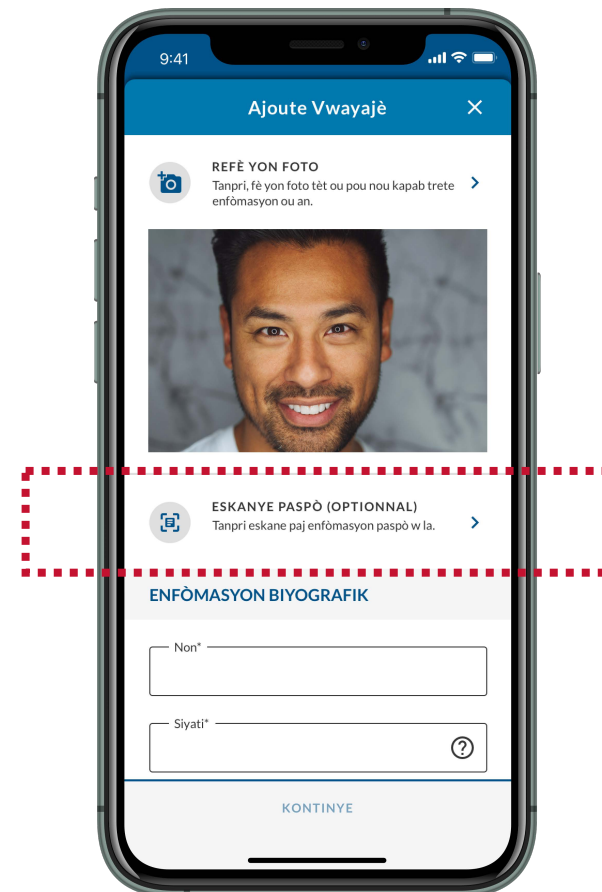 9:41
Ajoute Vwayajè
REFÈ YON FOTO
Tanpri, fè yon foto tèt ou pou nou kapab trete
enfòmasyon ou an.
ESKANYE PASPÒ (OPTIONNAL)
Tanpri eskane paj enfòmasyon paspò w la.
ENFÒMASYON BIYOGRAFIK
Non*
Siyati*
KONTINYE